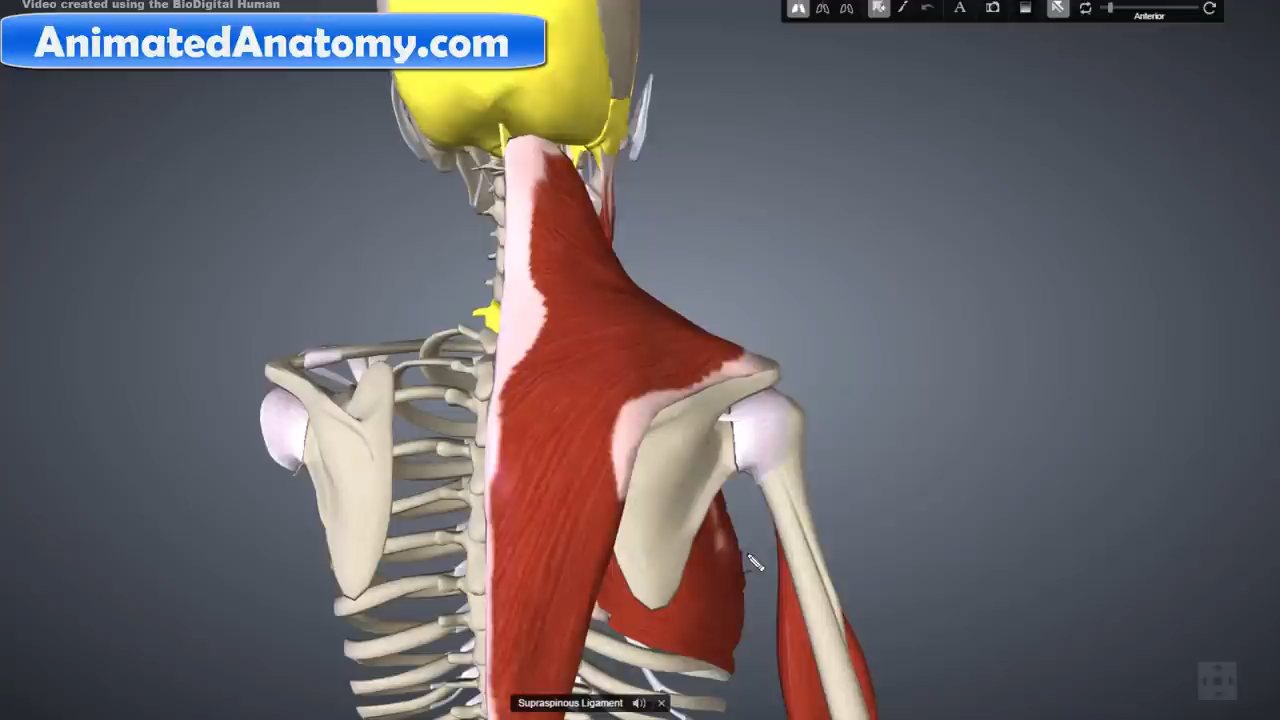 Video created using the BioDigital Human
AnimatedAnatomy.com
A
Anterior
Supraspinous Ligament